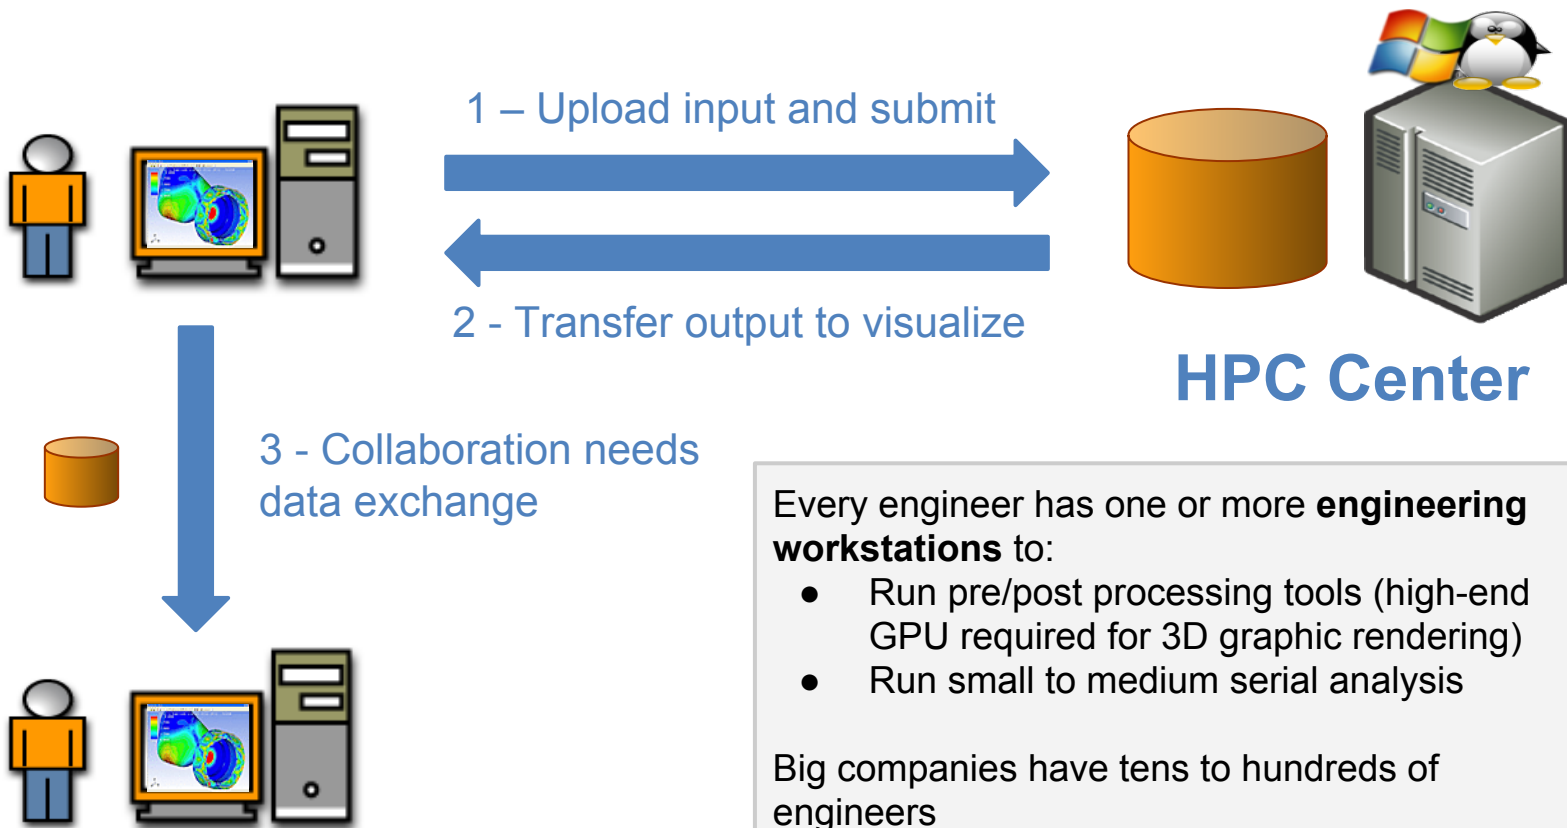 1 – Upload input and submit
2 - Transfer output to visualize
HPC Center
3 - Collaboration needs
data exchange
Every engineer has one or more engineering
workstations to:
● Run pre/post processing tools (high-end
GPU required for 3D graphic rendering)
● Run small to medium serial analysis
Big companies have tens to hundreds of
engineers